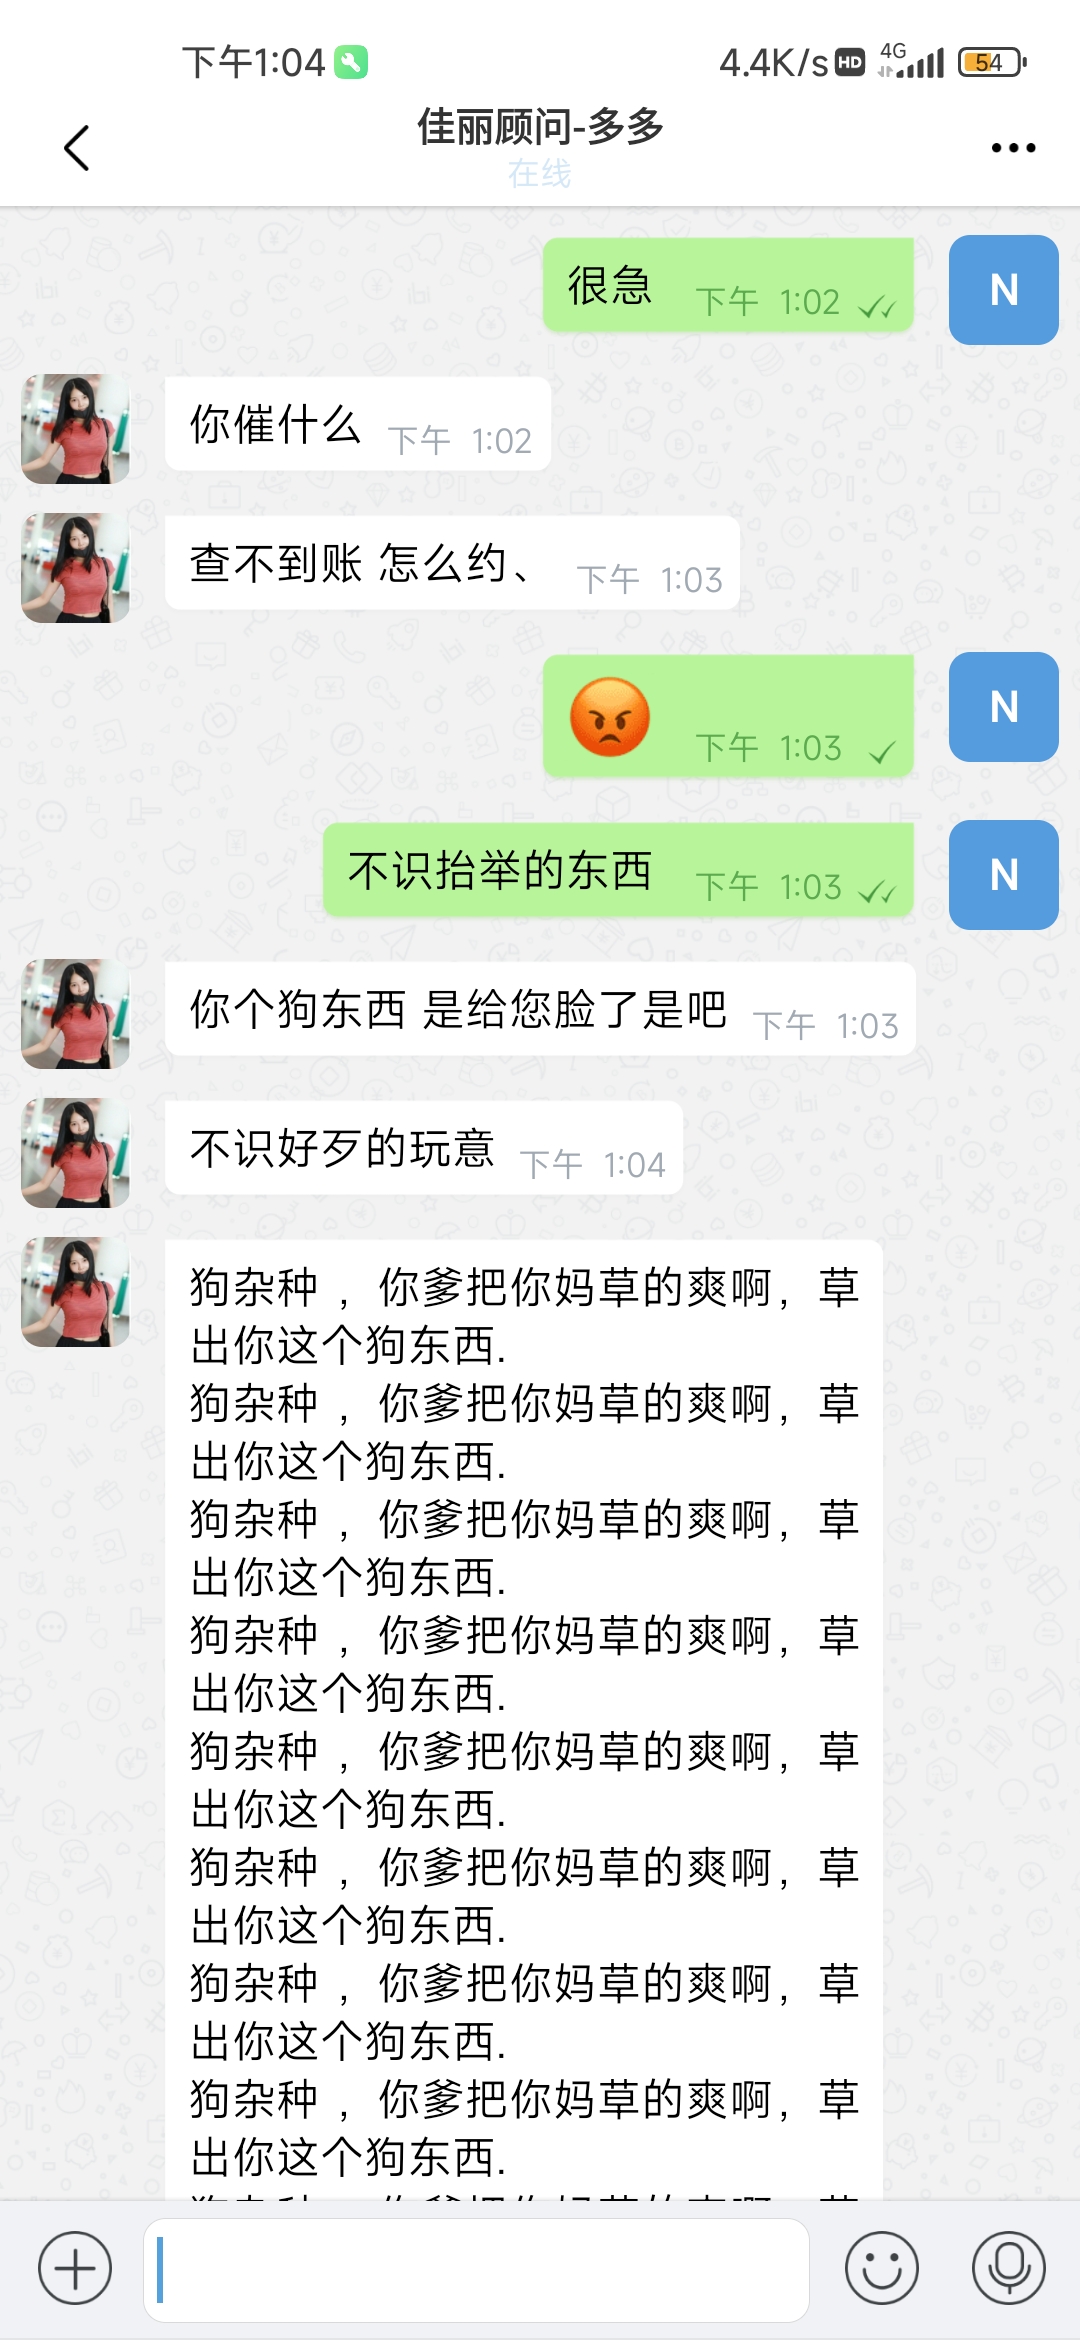 下午1:04 4.4K/s HD 4G 54
佳丽顾问-多多
在线
很急 下午 1:02
N
你催什么 下午 1:02
查不到账 怎么约、 下午 1:03
😡 下午 1:03
N
不识抬举的东西 下午 1:03
N
你个狗东西 是给您脸了是吧 下午 1:03
不识好歹的玩意 下午 1:04
狗杂种 ，你爹把你妈草的爽啊，草
出你这个狗东西.
狗杂种 ，你爹把你妈草的爽啊，草
出你这个狗东西.
狗杂种 ，你爹把你妈草的爽啊，草
出你这个狗东西.
狗杂种 ，你爹把你妈草的爽啊，草
出你这个狗东西.
狗杂种 ，你爹把你妈草的爽啊，草
出你这个狗东西.
狗杂种 ，你爹把你妈草的爽啊，草
出你这个狗东西.
狗杂种 ，你爹把你妈草的爽啊，草
出你这个狗东西.
狗杂种 ，你爹把你妈草的爽啊，草
出你这个狗东西.